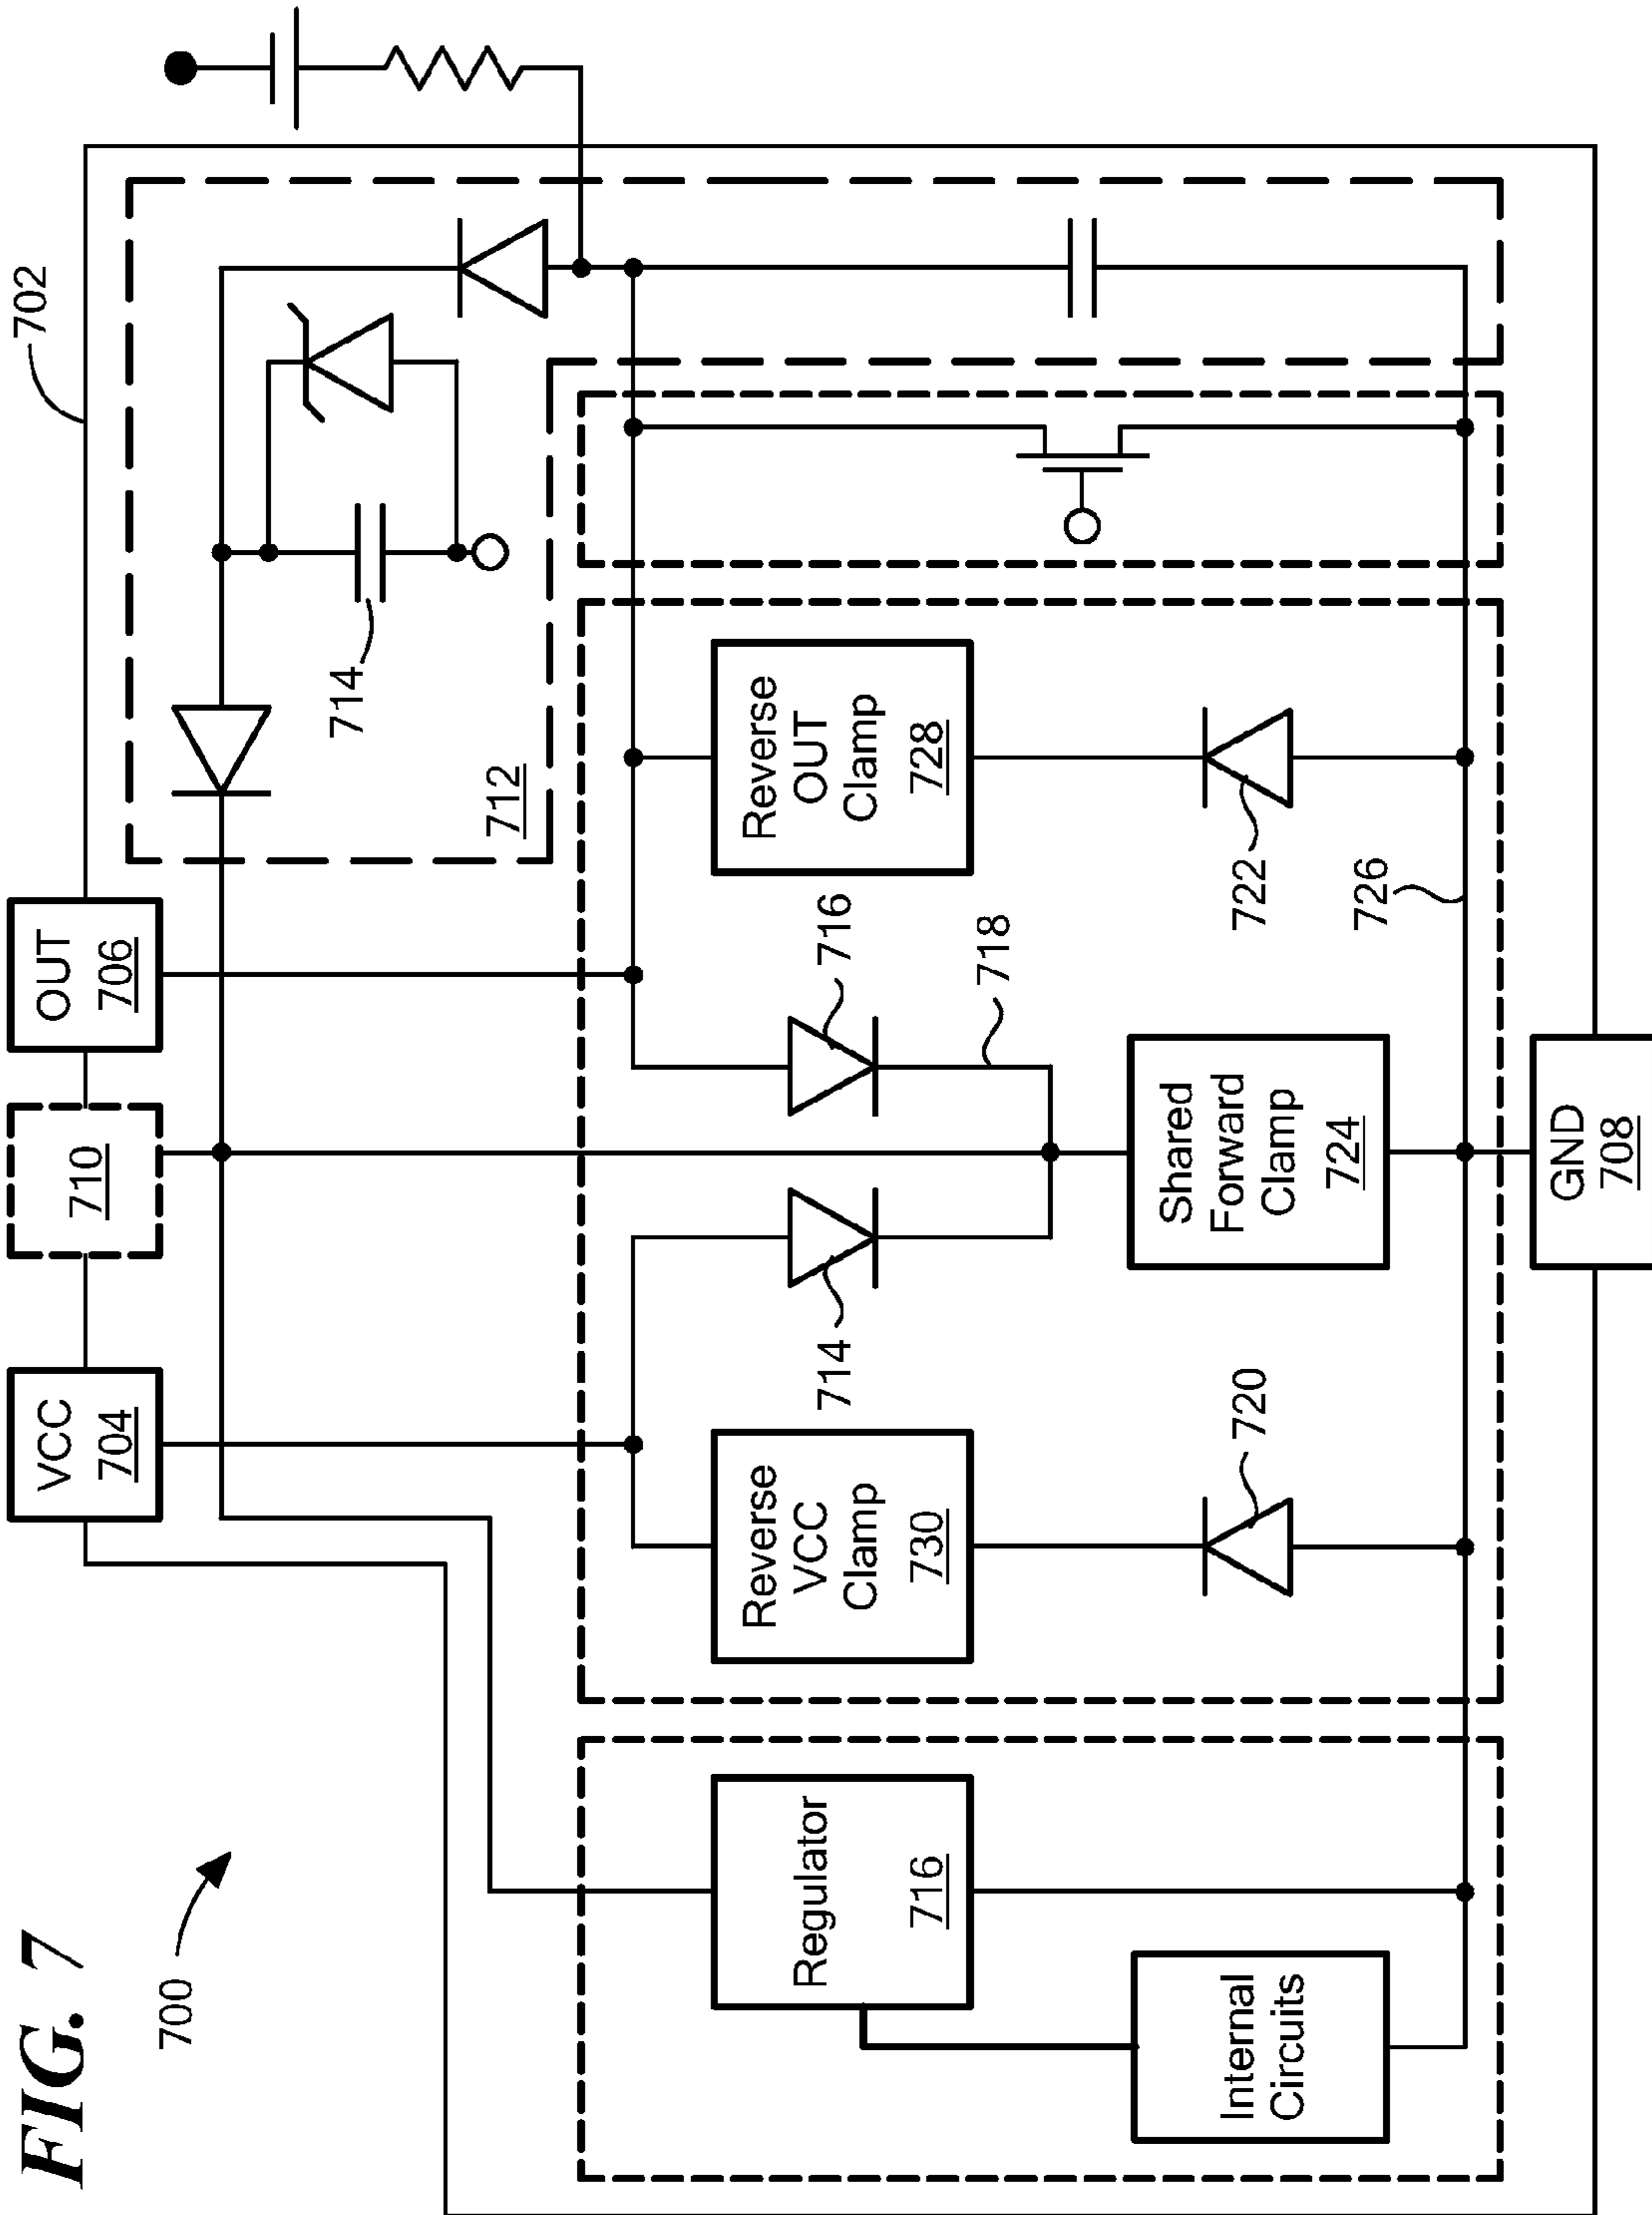 FIG. 7
700
702
VCC
704
710
OUT
706
712
714
Regulator
716
Internal
Circuits
Reverse
VCC
Clamp
730
714
716
718
Reverse
OUT
Clamp
728
720
Shared
Forward
Clamp
724
722
726
GND
708